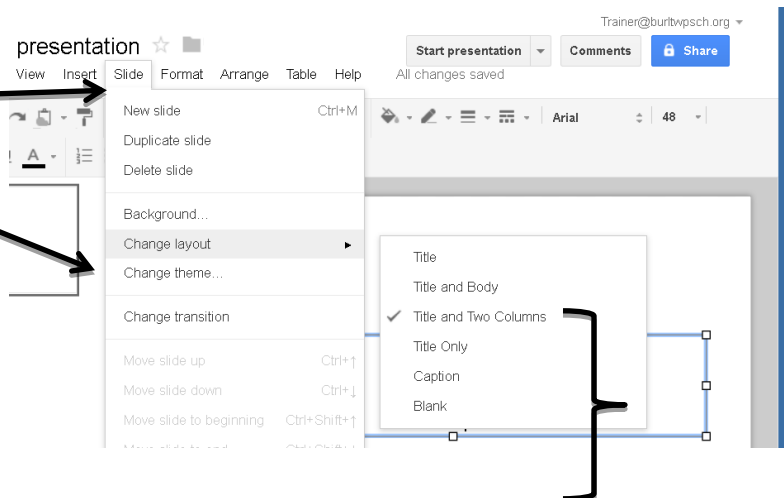 Trainer@burltwpsch.org
presentation
Start presentation Comments Share
View Insert Slide Format Arrange Table Help All changes saved
New slide Ctrl+M
Arial 48
Duplicate slide
A
Delete slide
Background...
Change layout
Title
Change theme...
Title and Body
Change transition
Title and Two Columns
Title Only
Move slide up Ctrl+↑
Caption
Move slide down Ctrl+↓
Blank
Move slide to beginning Ctrl+Shift+↑